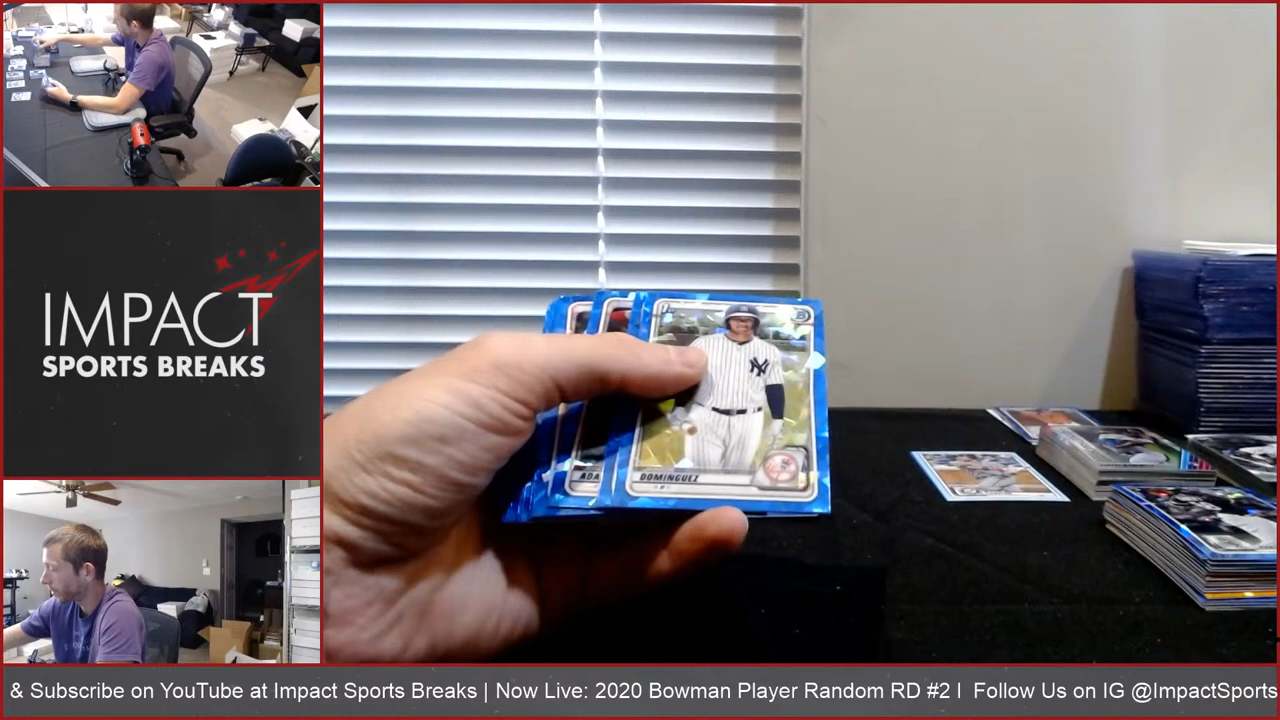 IMPACT
SPORTS BREAKS
ADA
DOMINGUEZ
NY
& Subscribe on YouTube at Impact Sports Breaks | Now Live: 2020 Bowman Player Random RD #2 I Follow Us on IG @ImpactSports